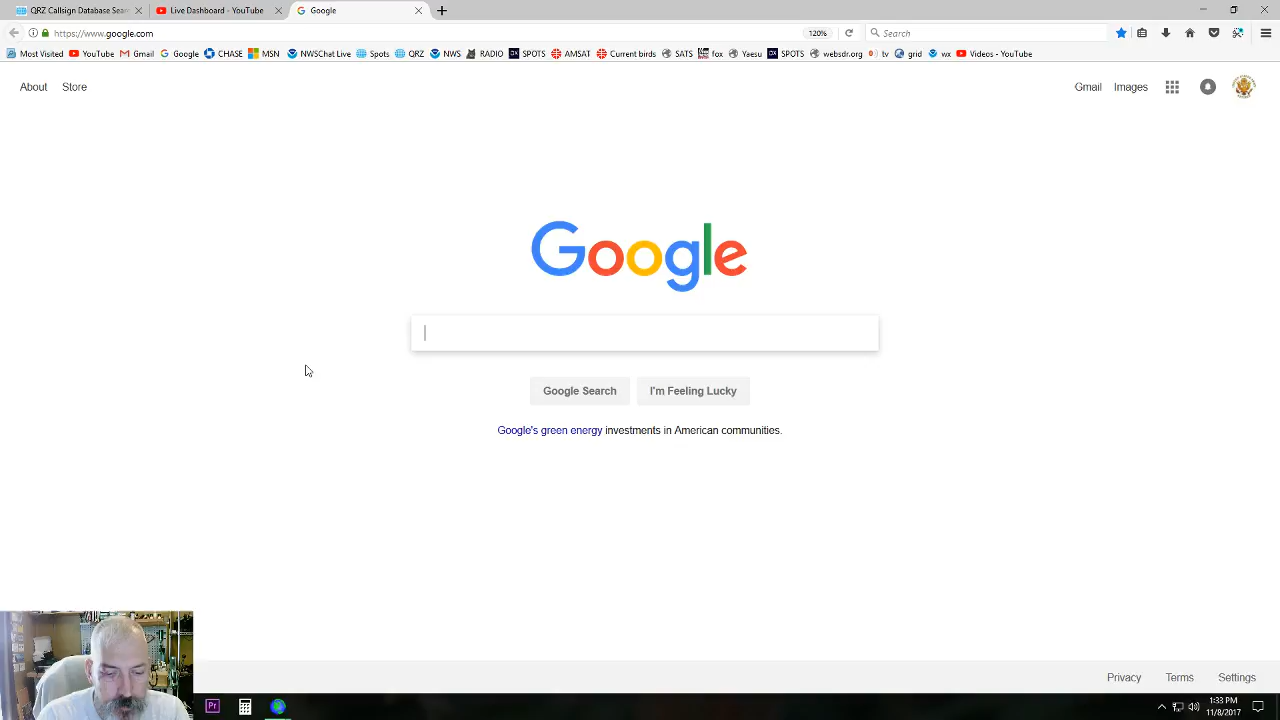 QRZ Callsign Database Sear
Live Dashboard - YouTube
Google
https://www.google.com
120%
Search
Most Visited YouTube Gmail Google CHASE MSN NWSChat Live Spots QRZ NWS RADIO DX SPOTS AMSAT Current birds SATS fox Yaesu DX SPOTS websdr.org tv grid wx Videos - YouTube
About Store
Gmail Images
Google
Google Search I'm Feeling Lucky
Google's green energy investments in American communities.
Privacy Terms Settings
Pr
1:33 PM
11/8/2017